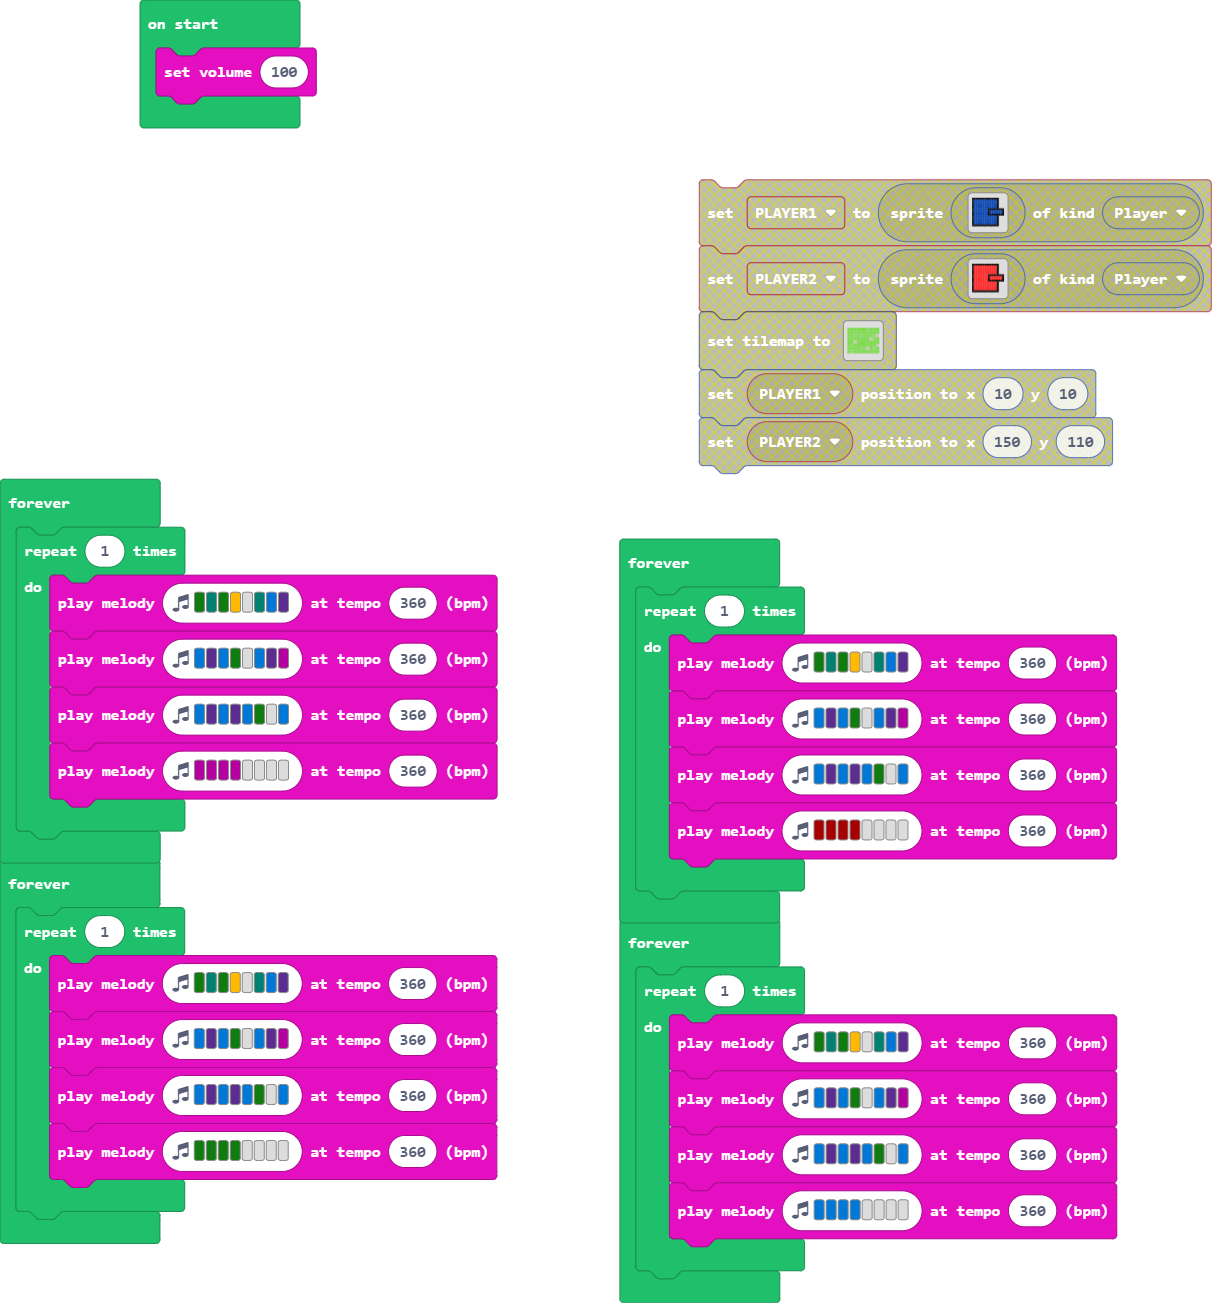 on start
set volume 100
set PLAYER1 to sprite of kind Player
set PLAYER2 to sprite of kind Player
set tilemap to
set PLAYER1 position to x 10 y 10
set PLAYER2 position to x 150 y 110
forever
repeat 1 times
do
play melody at tempo 360 (bpm)
play melody at tempo 360 (bpm)
play melody at tempo 360 (bpm)
play melody at tempo 360 (bpm)
forever
repeat 1 times
do
play melody at tempo 360 (bpm)
play melody at tempo 360 (bpm)
play melody at tempo 360 (bpm)
play melody at tempo 360 (bpm)
forever
repeat 1 times
do
play melody at tempo 360 (bpm)
play melody at tempo 360 (bpm)
play melody at tempo 360 (bpm)
play melody at tempo 360 (bpm)
forever
repeat 1 times
do
play melody at tempo 360 (bpm)
play melody at tempo 360 (bpm)
play melody at tempo 360 (bpm)
play melody at tempo 360 (bpm)